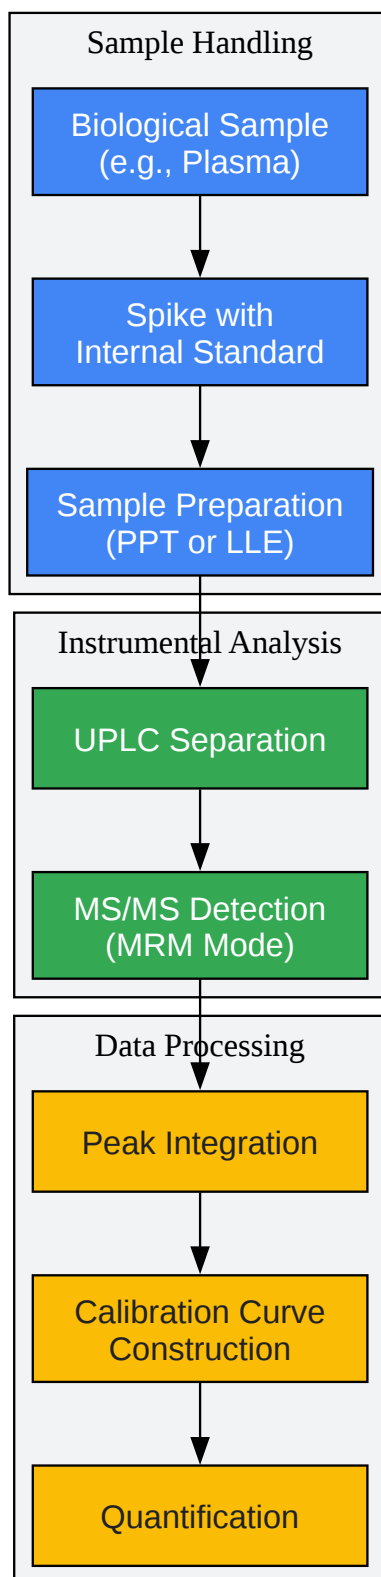 Sample Handling
Biological Sample
(e.g., Plasma)
Spike with
Internal Standard
Sample Preparation
(PPT or LLE)
Instrumental Analysis
UPLC Separation
MS/MS Detection
(MRM Mode)
Data Processing
Peak Integration
Calibration Curve
Construction
Quantification